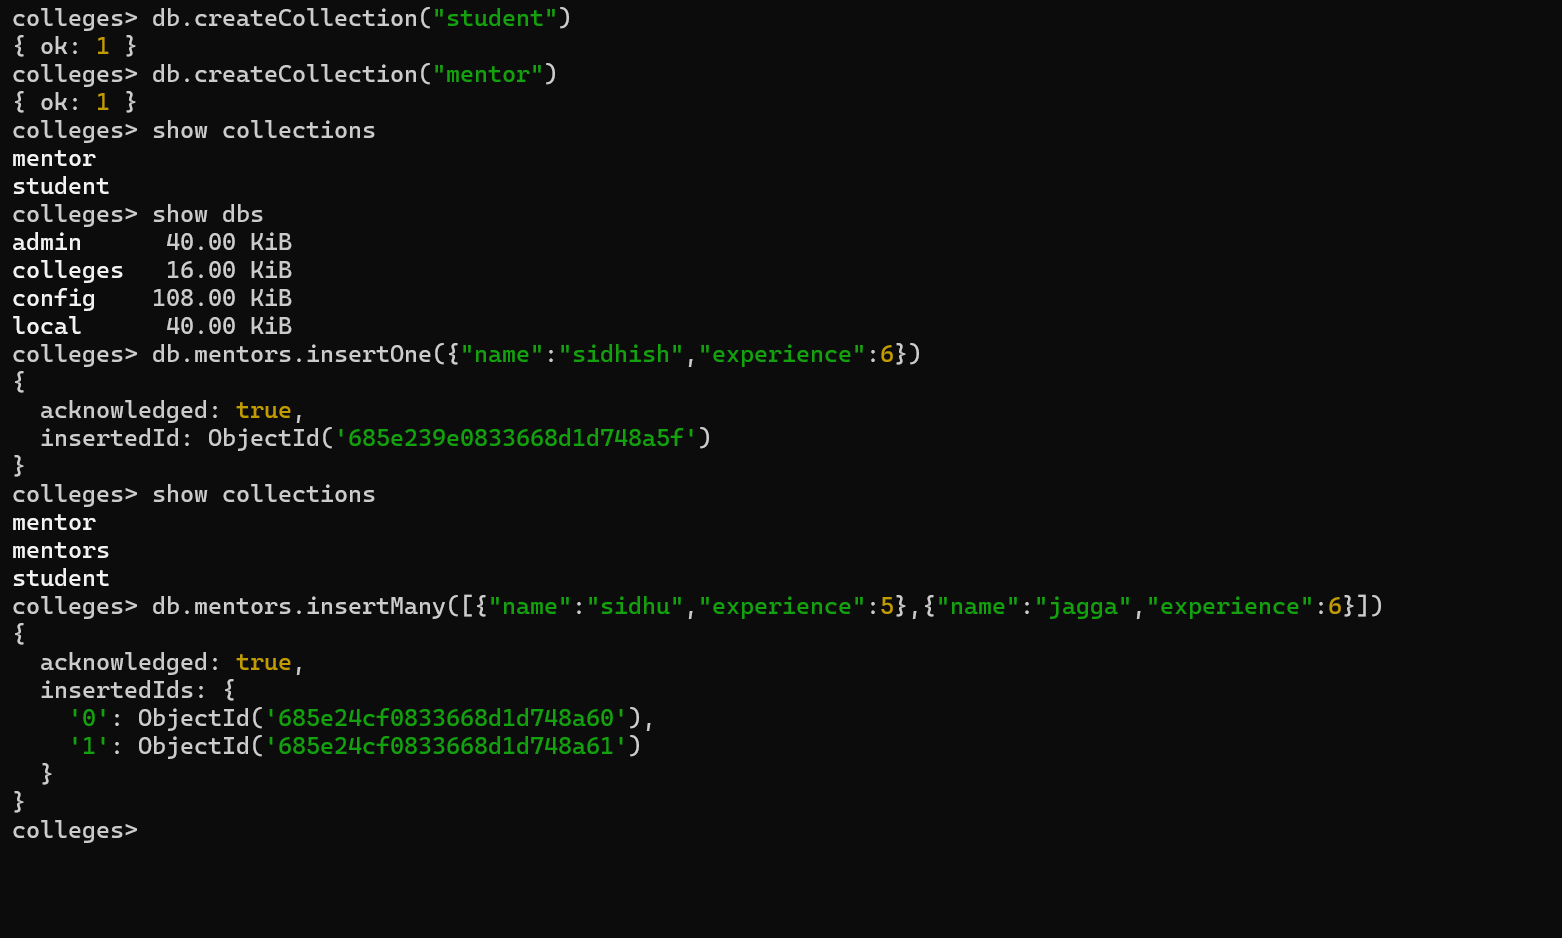 colleges> db.createCollection("student")
{ ok: 1 }
colleges> db.createCollection("mentor")
{ ok: 1 }
colleges> show collections
mentor
student
colleges> show dbs
admin      40.00 KiB
colleges   16.00 KiB
config    108.00 KiB
local      40.00 KiB
colleges> db.mentors.insertOne({"name":"sidhish","experience":6})
{
  acknowledged: true,
  insertedId: ObjectId('685e239e0833668d1d748a5f')
}
colleges> show collections
mentor
mentors
student
colleges> db.mentors.insertMany([{"name":"sidhu","experience":5},{"name":"jagga","experience":6}])
{
  acknowledged: true,
  insertedIds: {
    '0': ObjectId('685e24cf0833668d1d748a60'),
    '1': ObjectId('685e24cf0833668d1d748a61')
  }
}
colleges>